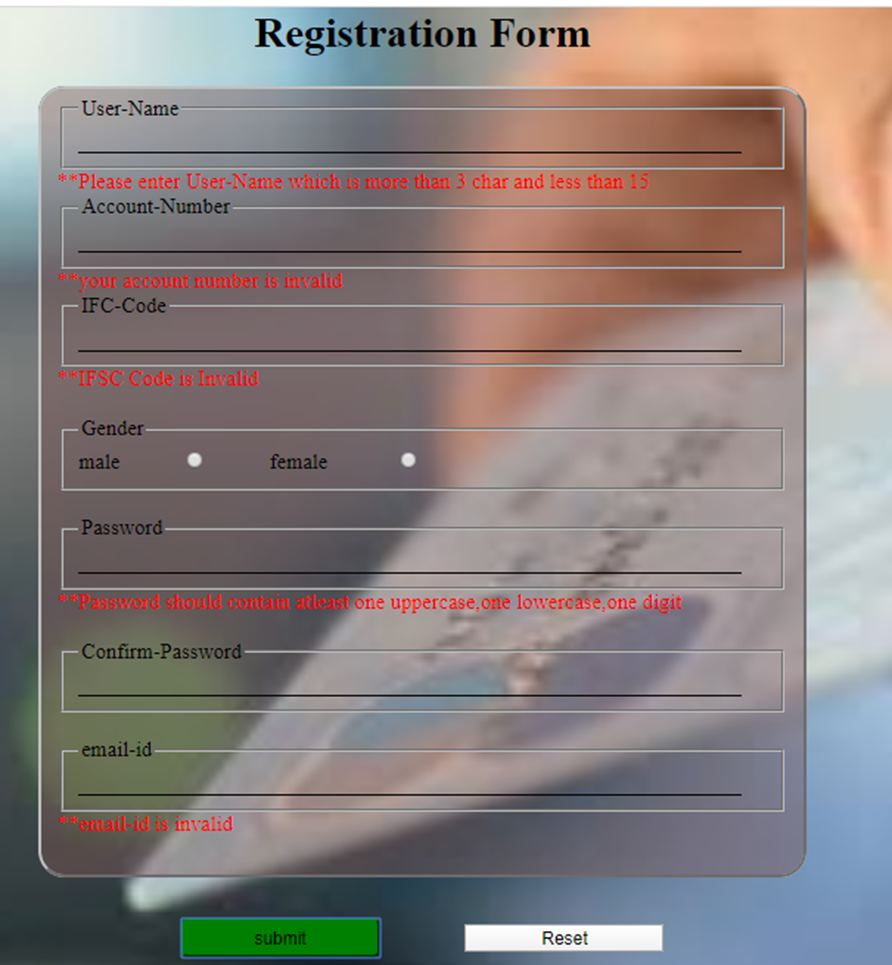 Registration Form
User-Name
**Please enter User-Name which is more than 3 char and less than 15
Account-Number
**your account number is invalid
IFC-Code
**IFSC Code is Invalid
Gender
male female
Password
**Password should contain atleast one uppercase,one lowercase,one digit
Confirm-Password
email-id
**email-id is invalid
submit Reset